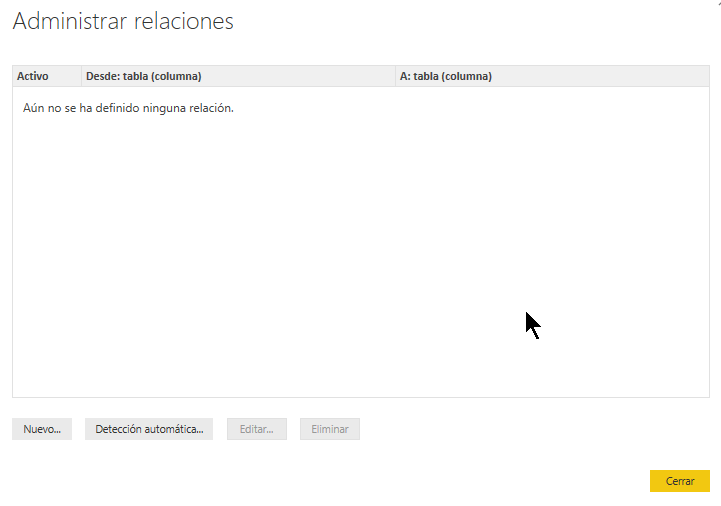 Administrar relaciones
Activo Desde: tabla (columna) A: tabla (columna)
Aún no se ha definido ninguna relación.
Nuevo... Detección automática... Editar... Eliminar
Cerrar